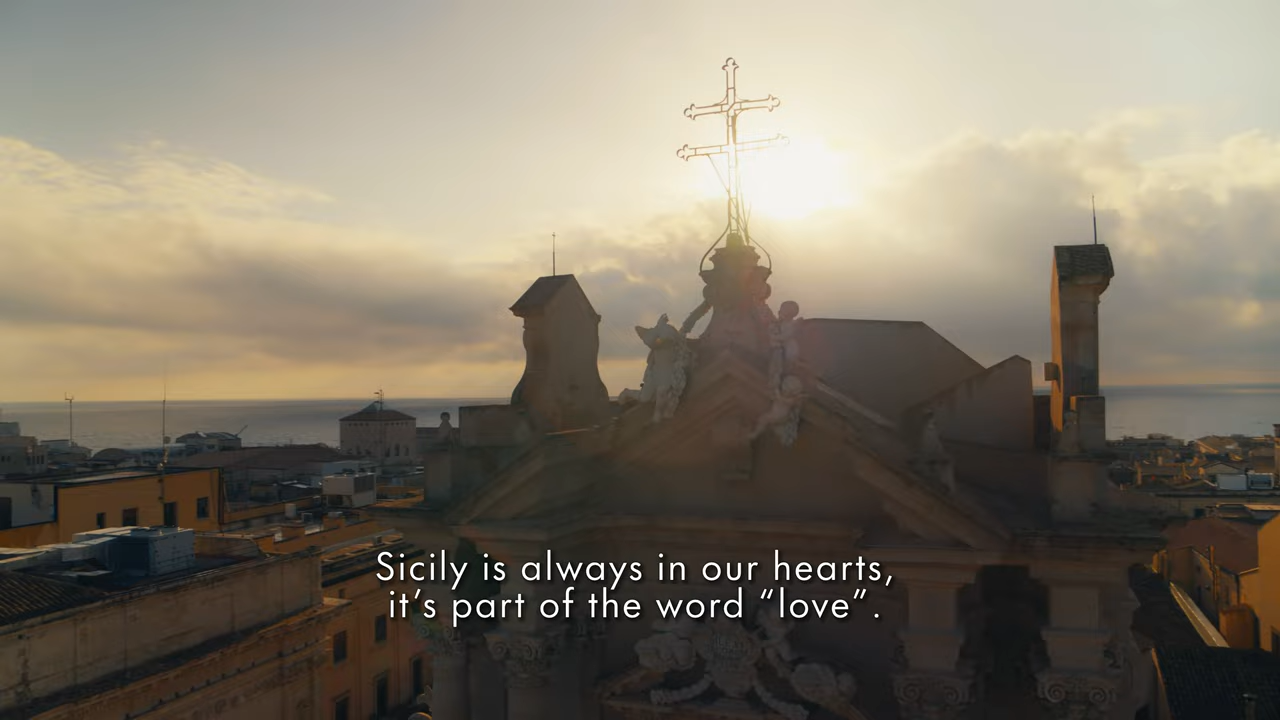 Sicily is always in our hearts,
it’s part of the word “love”.